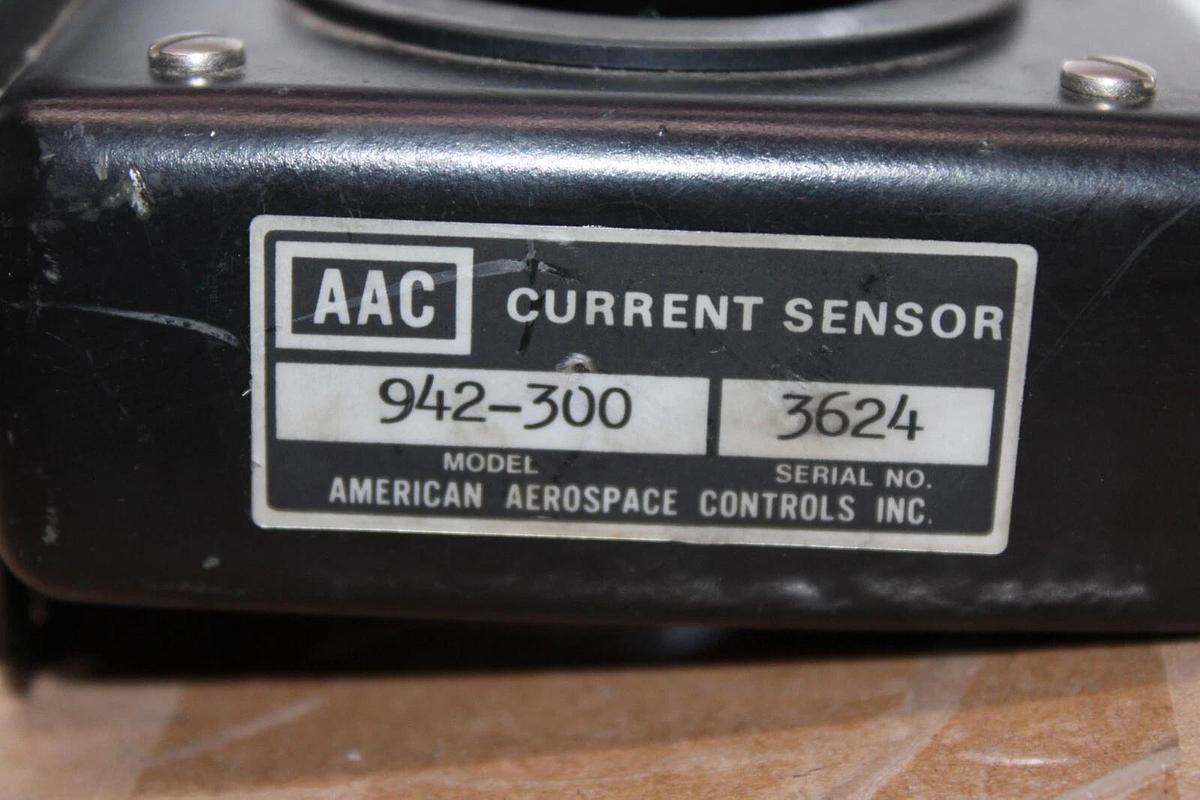 AAC CURRENT SENSOR
942-300 3624
MODEL SERIAL NO.
AMERICAN AEROSPACE CONTROLS INC.